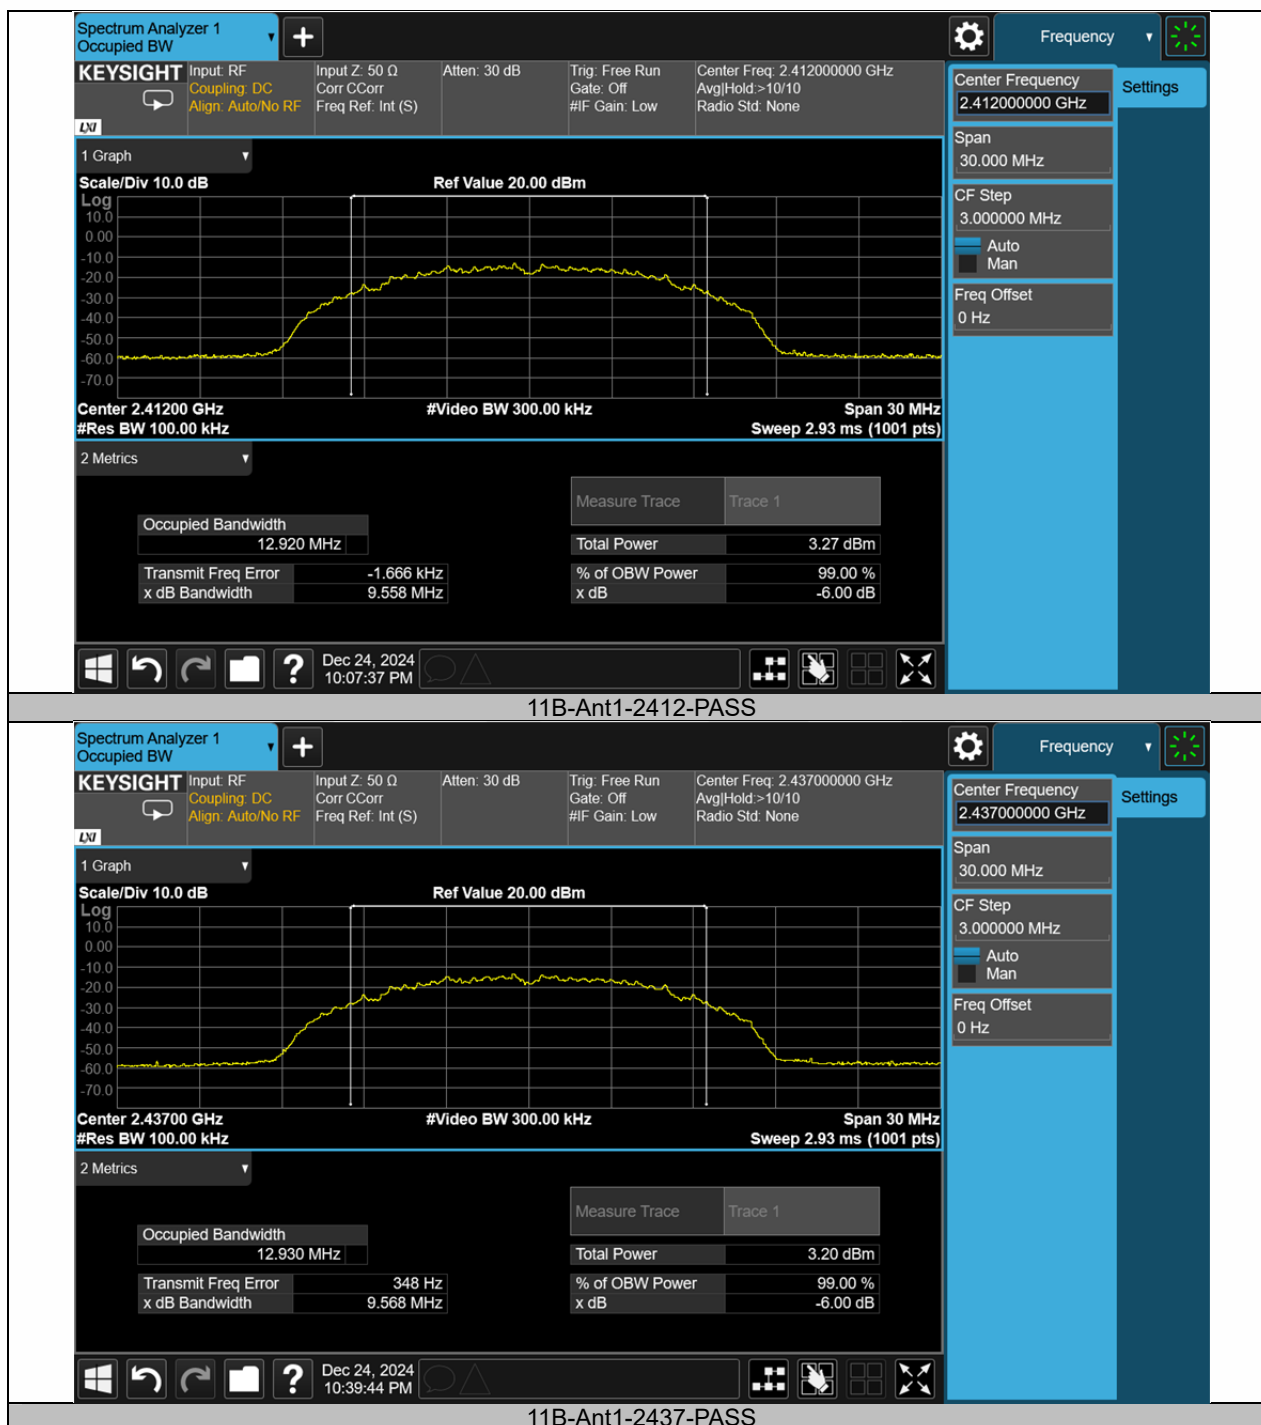 Spectrum Analyzer 1
Occupied BW
Frequency
KEYSIGHT
LXI
Input: RF
Coupling: DC
Align: Auto/No RF
Input Z: 50 Ω
Corr CCorr
Freq Ref: Int (S)
Atten: 30 dB
Trig: Free Run
Gate: Off
#IF Gain: Low
Center Freq: 2.412000000 GHz
Avg|Hold:>10/10
Radio Std: None
Center Frequency
2.412000000 GHz
Settings
Span
30.000 MHz
CF Step
3.000000 MHz
Auto
Man
Freq Offset
0 Hz
1 Graph
Scale/Div 10.0 dB
Ref Value 20.00 dBm
Log
10.0
0.00
-10.0
-20.0
-30.0
-40.0
-50.0
-60.0
-70.0
Center 2.41200 GHz
#Video BW 300.00 kHz
Span 30 MHz
#Res BW 100.00 kHz
Sweep 2.93 ms (1001 pts)
2 Metrics
Measure Trace
Trace 1
Occupied Bandwidth
12.920 MHz
Total Power
3.27 dBm
Transmit Freq Error
-1.666 kHz
% of OBW Power
99.00 %
x dB Bandwidth
9.558 MHz
x dB
-6.00 dB
?
Dec 24, 2024
10:07:37 PM
11B-Ant1-2412-PASS
Spectrum Analyzer 1
Occupied BW
Frequency
KEYSIGHT
LXI
Input: RF
Coupling: DC
Align: Auto/No RF
Input Z: 50 Ω
Corr CCorr
Freq Ref: Int (S)
Atten: 30 dB
Trig: Free Run
Gate: Off
#IF Gain: Low
Center Freq: 2.437000000 GHz
Avg|Hold:>10/10
Radio Std: None
Center Frequency
2.437000000 GHz
Settings
Span
30.000 MHz
CF Step
3.000000 MHz
Auto
Man
Freq Offset
0 Hz
1 Graph
Scale/Div 10.0 dB
Ref Value 20.00 dBm
Log
10.0
0.00
-10.0
-20.0
-30.0
-40.0
-50.0
-60.0
-70.0
Center 2.43700 GHz
#Video BW 300.00 kHz
Span 30 MHz
#Res BW 100.00 kHz
Sweep 2.93 ms (1001 pts)
2 Metrics
Measure Trace
Trace 1
Occupied Bandwidth
12.930 MHz
Total Power
3.20 dBm
Transmit Freq Error
348 Hz
% of OBW Power
99.00 %
x dB Bandwidth
9.568 MHz
x dB
-6.00 dB
?
Dec 24, 2024
10:39:44 PM
11B-Ant1-2437-PASS